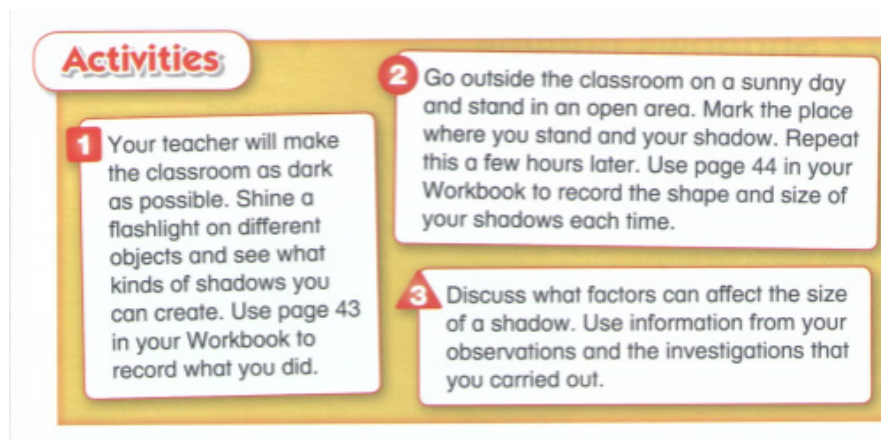 Activities
1 Your teacher will make
the classroom as dark
as possible. Shine a
flashlight on different
objects and see what
kinds of shadows you
can create. Use page 43
in your Workbook to
record what you did.
2 Go outside the classroom on a sunny day
and stand in an open area. Mark the place
where you stand and your shadow. Repeat
this a few hours later. Use page 44 in your
Workbook to record the shape and size of
your shadows each time.
3 Discuss what factors can affect the size
of a shadow. Use information from your
observations and the investigations that
you carried out.